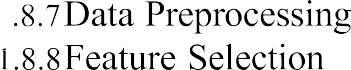 .8.7Data Preprocessing
1.8.8Feature Selection